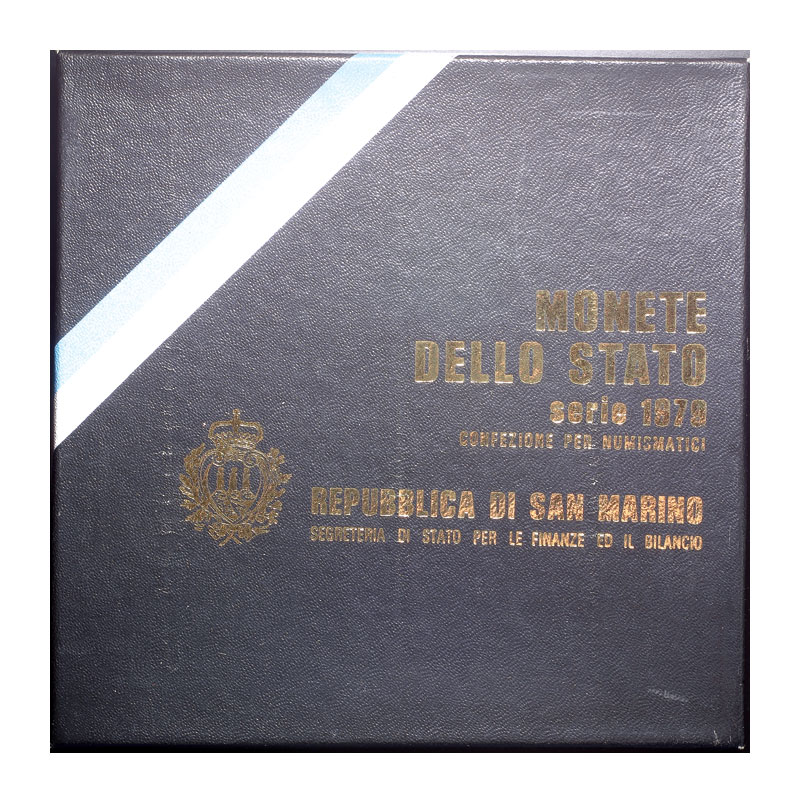 MONETE
DELLO STATO
serie 1979
CONFEZIONE PER NUMISMATICI
REPUBBLICA DI SAN MARINO
SEGRETERIA DI STATO PER LE FINANZE ED IL BILANCIO